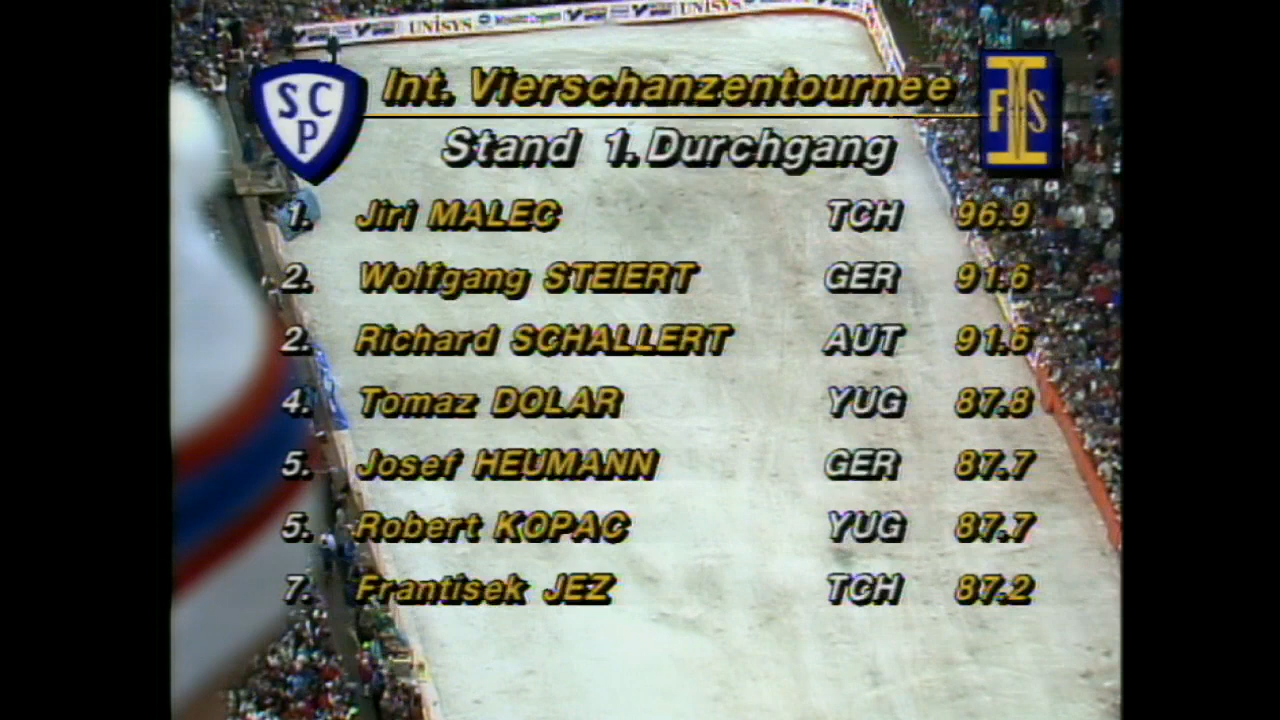 UNISYS UNISYS
SCP Int. Vierschanzentournee FIS
Stand 1. Durchgang
1. Jiri MALEC TCH 96.9
2. Wolfgang STEIERT GER 91.6
2. Richard SCHALLERT AUT 91.6
4. Tomaz DOLAR YUG 87.8
5. Josef HEUMANN GER 87.7
5. Robert KOPAC YUG 87.7
7. Frantisek JEZ TCH 87.2